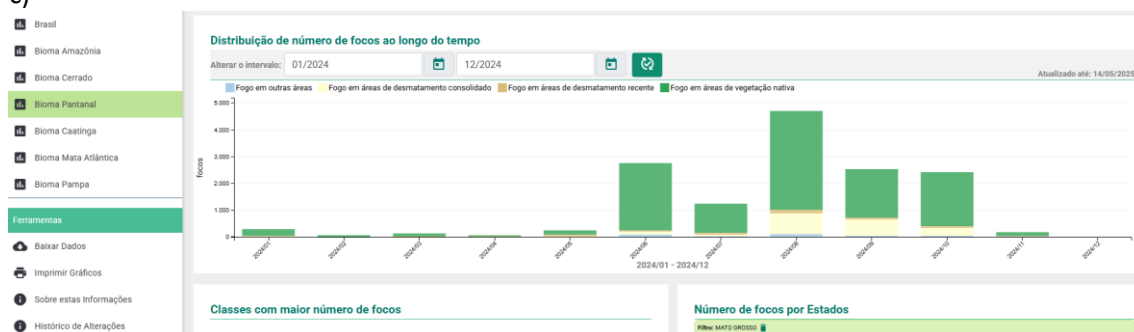 Brasil
Bioma Amazônia
Bioma Cerrado
Bioma Pantanal
Bioma Caatinga
Bioma Mata Atlântica
Bioma Pampa
Ferramentas
Baixar Dados
Imprimir Gráficos
Sobre estas Informações
Histórico de Alterações
Distribuição de número de focos ao longo do tempo
Alterar o intervalo: 01/2024 12/2024
Atualizado até: 14/05/2025
Fogo em outras áreas Fogo em áreas de desmatamento consolidado Fogo em áreas de desmatamento recente Fogo em áreas de vegetação nativa
focos
5.000
4.000
3.000
2.000
1.000
0
2024/01 2024/02 2024/03 2024/04 2024/05 2024/06 2024/07 2024/08 2024/09 2024/10 2024/11 2024/12
2024/01 - 2024/12
Classes com maior número de focos
Número de focos por Estados
Filtro: MATO GROSSO